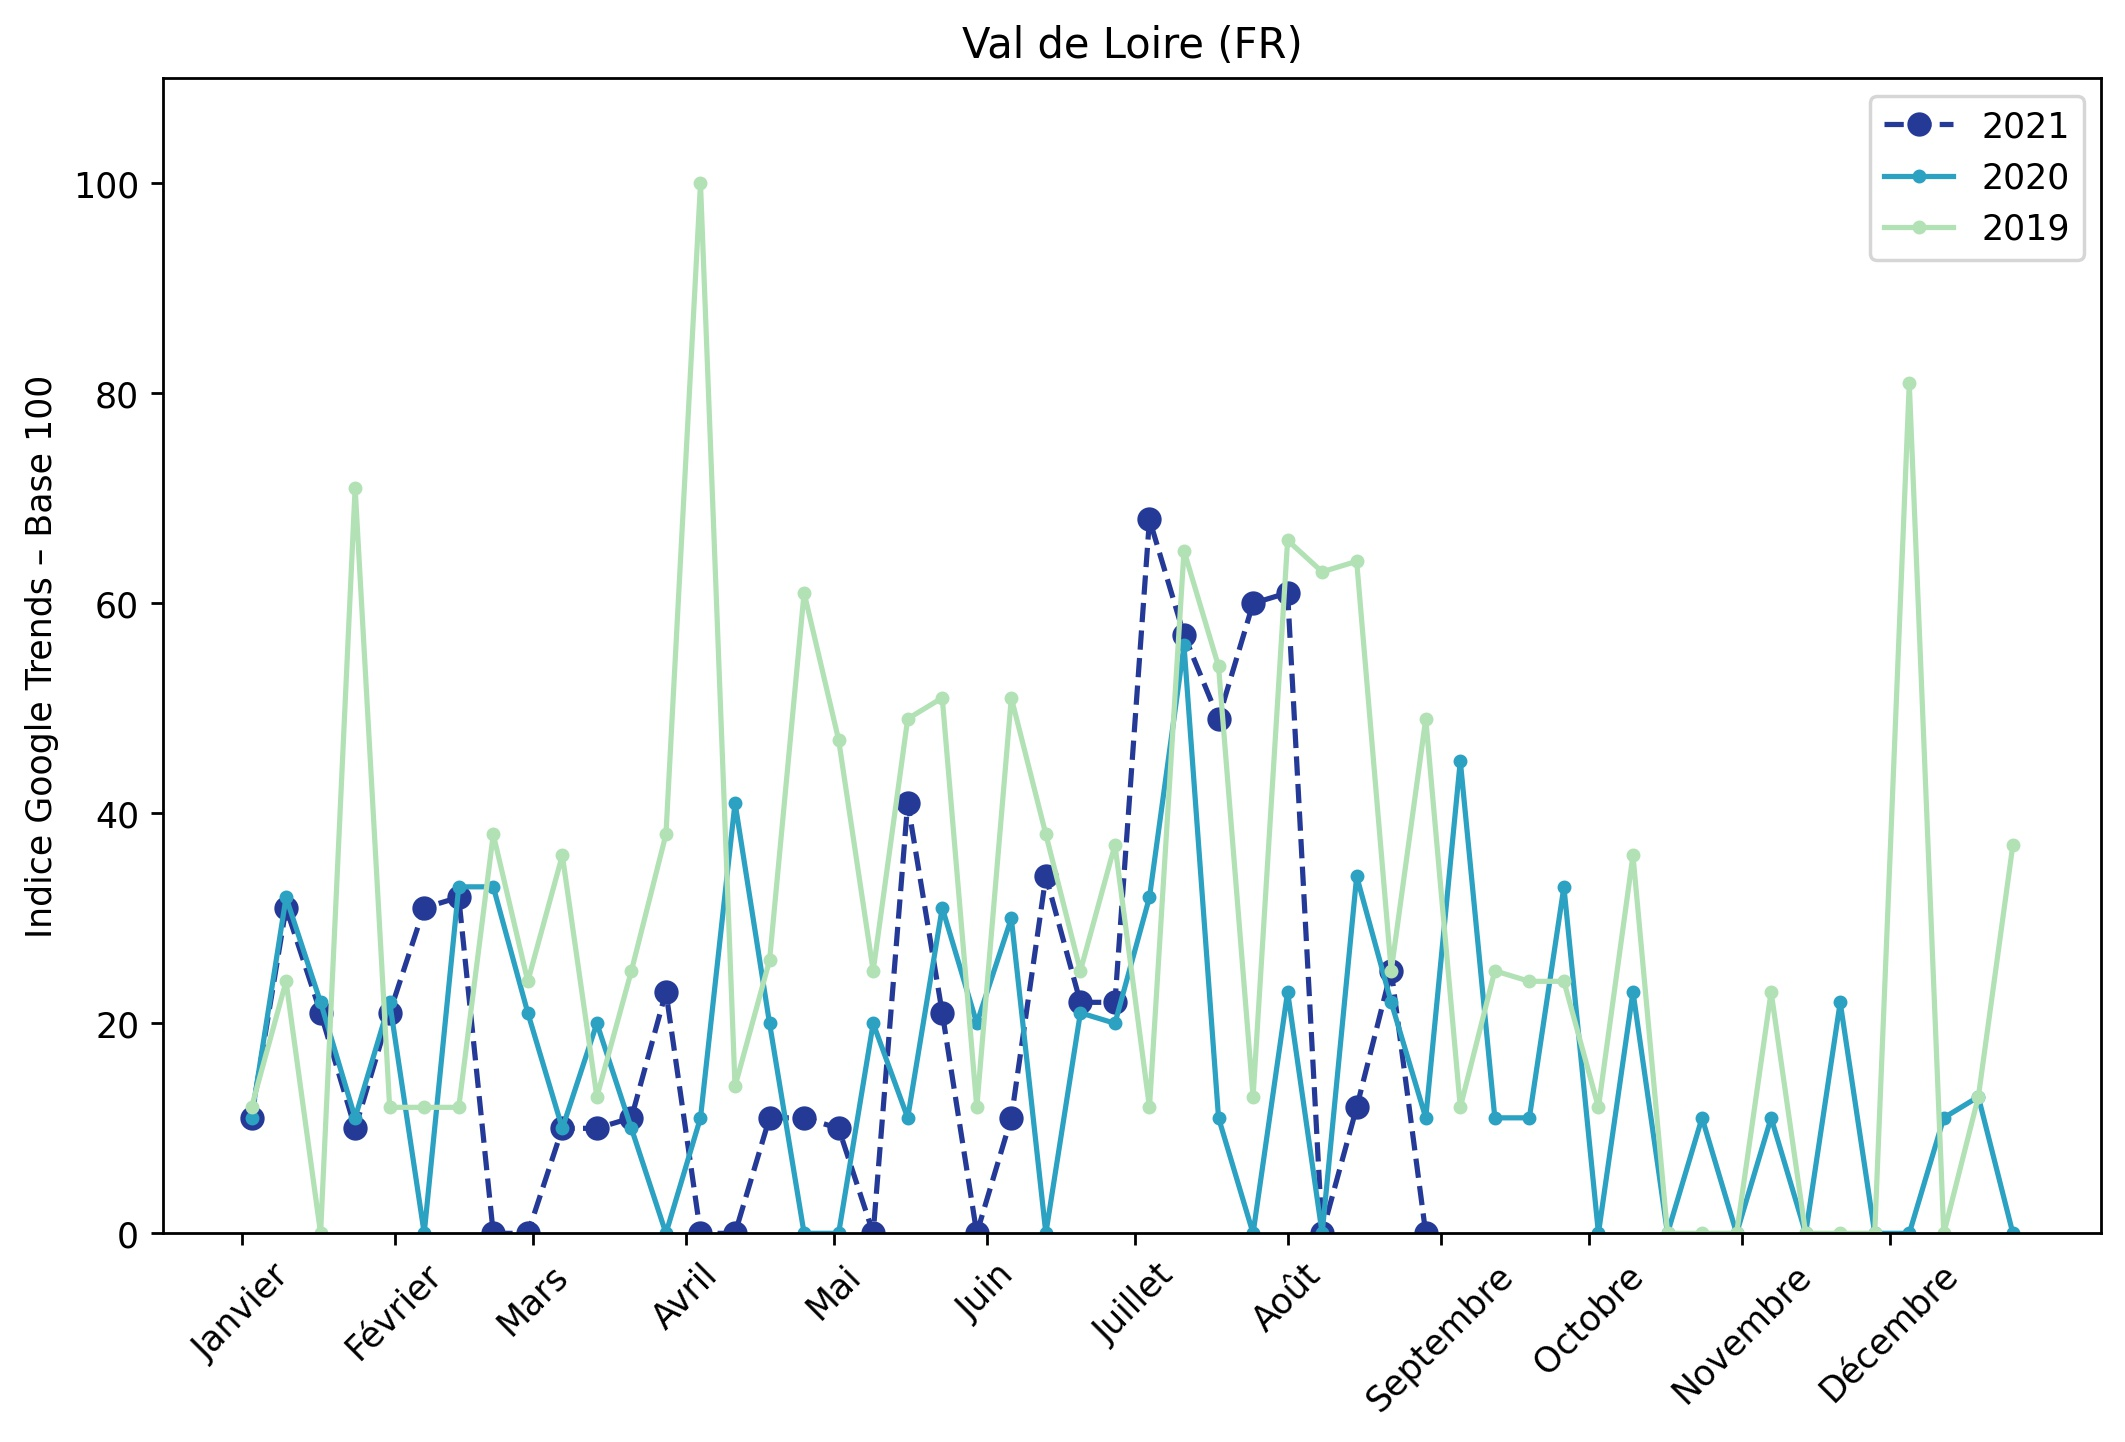 Val de Loire (FR)
2021
2020
2019
Indice Google Trends – Base 100
100
80
60
40
20
0
Janvier
Février
Mars
Avril
Mai
Juin
Juillet
Août
Septembre
Octobre
Novembre
Décembre